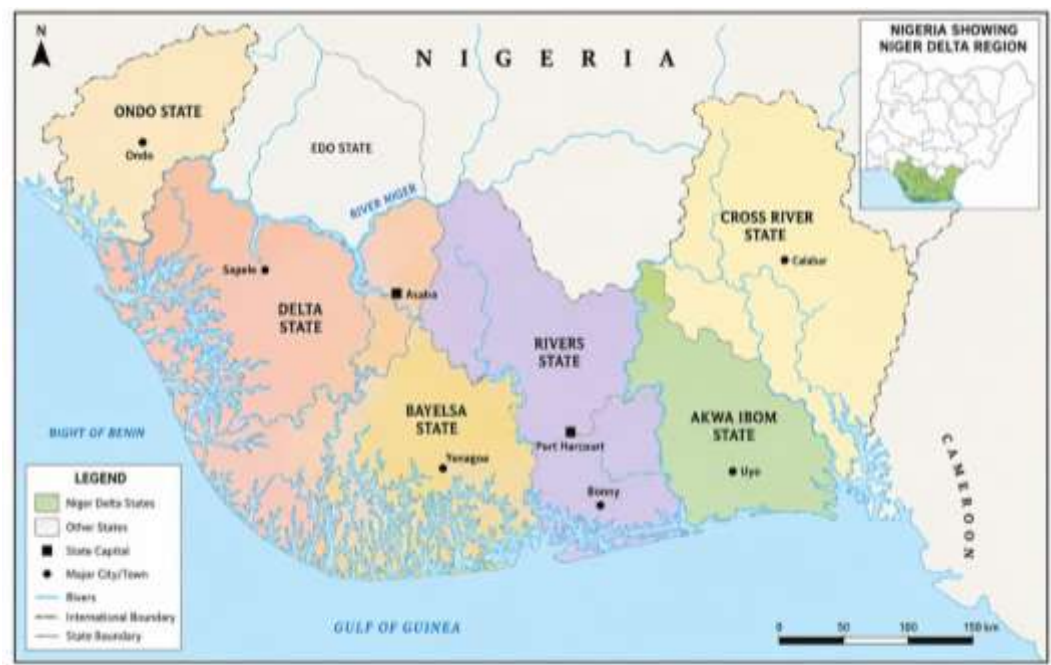 N
NIGERIA
NIGERIA SHOWING
NIGER DELTA REGION
ONDO STATE
Ondo
EDO STATE
RIVER NIGER
CROSS RIVER
STATE
Calabar
Sapele
Asaba
DELTA
STATE
RIVERS
STATE
BAYELSA
STATE
AKWA IBOM
STATE
BIGHT OF BENIN
Port Harcourt
Yenagoa
Uyo
Bonny
CAMEROON
LEGEND
Niger Delta States
Other States
State Capital
Major City/Town
Rivers
International Boundary
State Boundary
GULF OF GUINEA
0 50 100 150 km